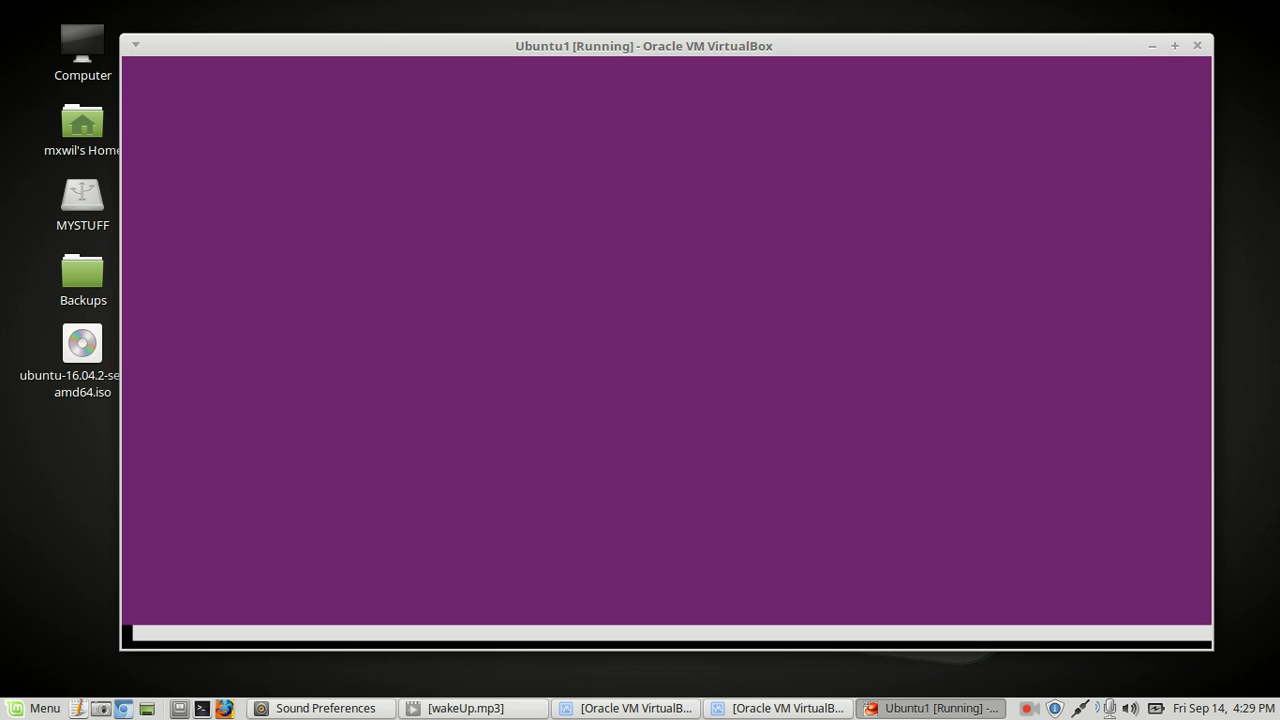 Ubuntu1 [Running] - Oracle VM VirtualBox
Computer
mxwil's Home
MYSTUFF
Backups
ubuntu-16.04.2-se
amd64.iso
Menu
Sound Preferences
[wakeUp.mp3]
[Oracle VM VirtualB...
[Oracle VM VirtualB...
Ubuntu1 [Running] -...
Fri Sep 14, 4:29 PM